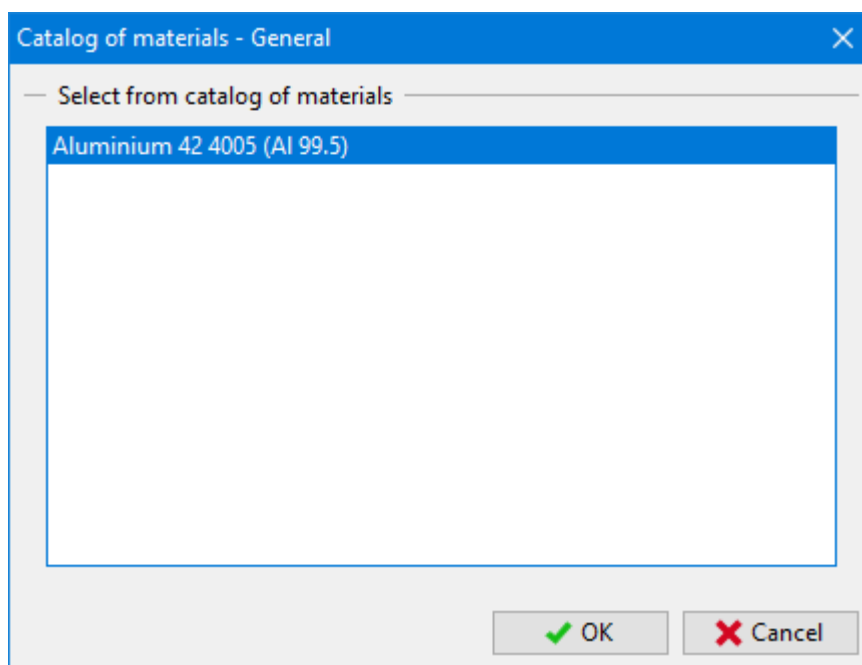 Catalog of materials - General
Select from catalog of materials
Aluminium 42 4005 (Al 99.5)
OK
Cancel